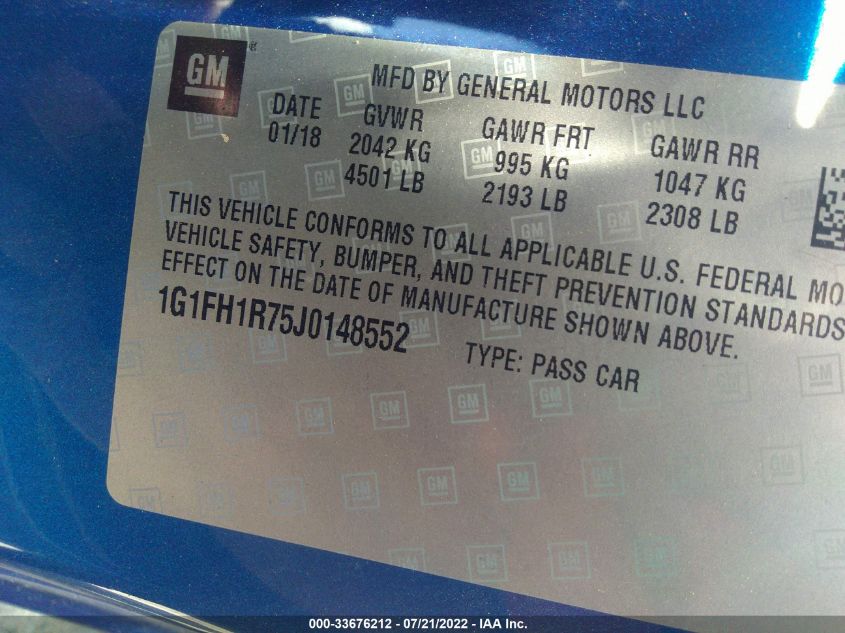 GM
MFD BY GENERAL MOTORS LLC
DATE GVWR GAWR FRT GAWR RR
01/18 2042 KG 995 KG 1047 KG
4501 LB 2193 LB 2308 LB
THIS VEHICLE CONFORMS TO ALL APPLICABLE U.S. FEDERAL MO
VEHICLE SAFETY, BUMPER, AND THEFT PREVENTION STANDARDS
EFFECT ON THE DATE OF MANUFACTURE SHOWN ABOVE.
1G1FH1R75J0148552
TYPE: PASS CAR
000-33676212 - 07/21/2022 - IAA Inc.